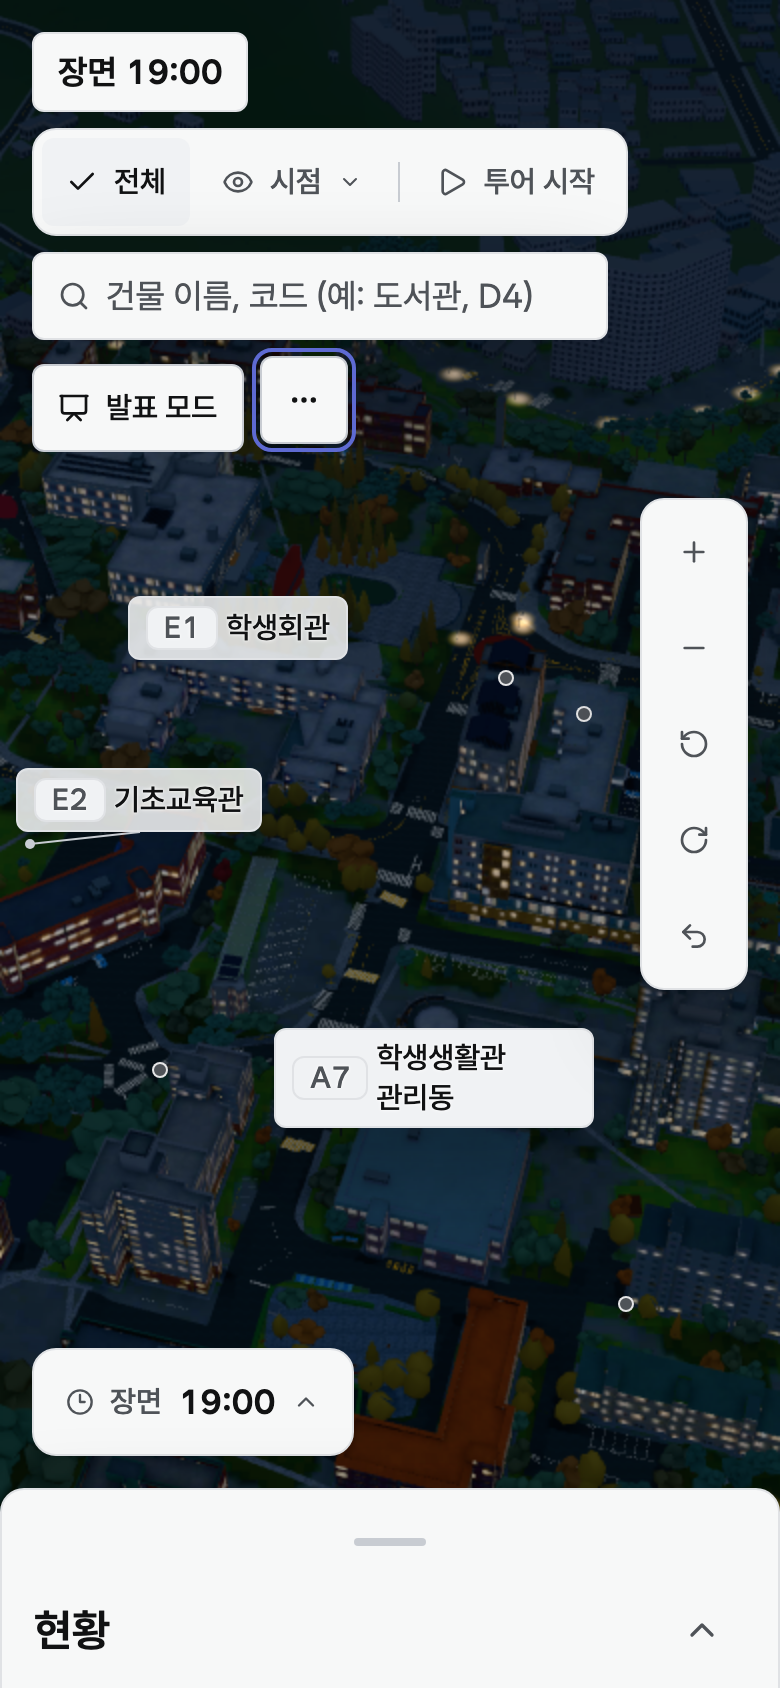 장면 19:00
전체 시점 투어 시작
건물 이름, 코드 (예: 도서관, D4)
발표 모드
E1 학생회관
E2 기초교육관
A7 학생생활관
관리동
장면 19:00
현황